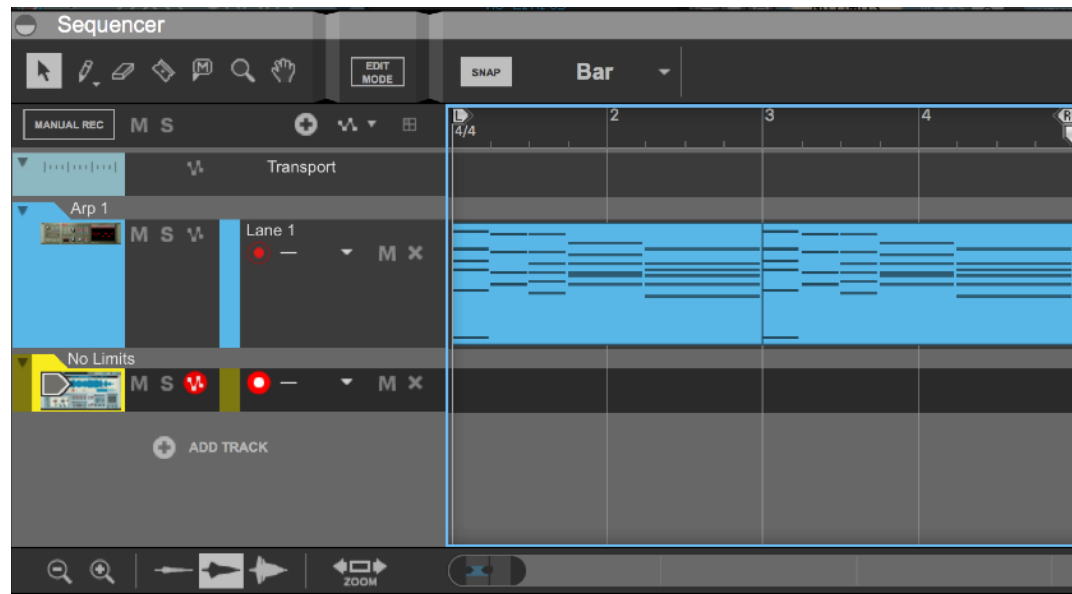 Sequencer
EDIT
MODE
SNAP
Bar
MANUAL REC
M S
L
2
3
4
R
4/4
Transport
Arp 1
M S
Lane 1
M
No Limits
M S
M
ADD TRACK
ZOOM